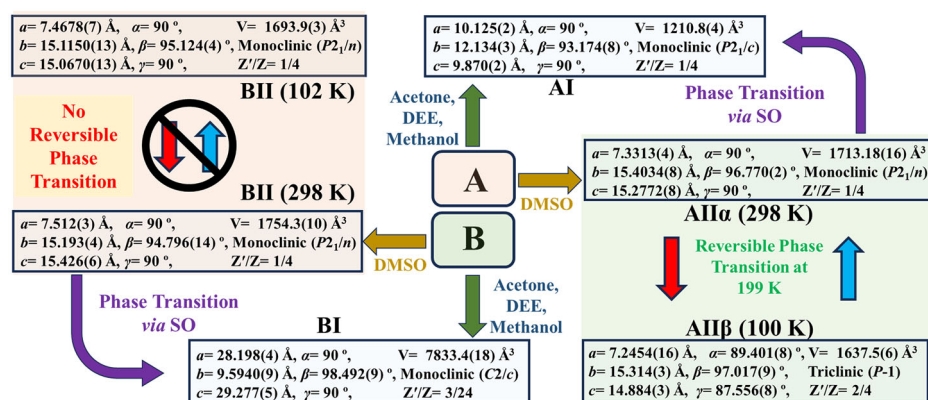 a= 7.4678(7) Å, α= 90 º, V= 1693.9(3) Å³
b= 15.1150(13) Å, β= 95.124(4) º, Monoclinic (P2₁/n)
c= 15.0670(13) Å, γ= 90 º, Z′/Z= 1/4
BII (102 K)
No
Reversible
Phase
Transition
BII (298 K)
a= 7.512(3) Å, α= 90 º, V= 1754.3(10) Å³
b= 15.193(4) Å, β= 94.796(14) º, Monoclinic (P2₁/n)
c= 15.426(6) Å, γ= 90 º, Z′/Z= 1/4
Phase Transition
via SO
a= 10.125(2) Å, α= 90 º, V= 1210.8(4) Å³
b= 12.134(3) Å, β= 93.174(8) º, Monoclinic (P2₁/c)
c= 9.870(2) Å, γ= 90 º, Z′/Z= 1/4
AI
Acetone,
DEE,
Methanol
A
DMSO
B
DMSO
Acetone,
DEE,
Methanol
BI
a= 28.198(4) Å, α= 90 º, V= 7833.4(18) Å³
b= 9.5940(9) Å, β= 98.492(9) º, Monoclinic (C2/c)
c= 29.277(5) Å, γ= 90 º, Z′/Z= 3/24
Phase Transition
via SO
a= 7.3313(4) Å, α= 90 º, V= 1713.18(16) Å³
b= 15.4034(8) Å, β= 96.770(2) º, Monoclinic (P2₁/n)
c= 15.2772(8) Å, γ= 90 º, Z′/Z= 1/4
AIIα (298 K)
Reversible Phase
Transition at
199 K
AIIβ (100 K)
a= 7.2454(16) Å, α= 89.401(8) º, V= 1637.5(6) Å³
b= 15.314(3) Å, β= 97.017(9) º, Triclinic (P-1)
c= 14.884(3) Å, γ= 87.556(8) º, Z′/Z= 2/4